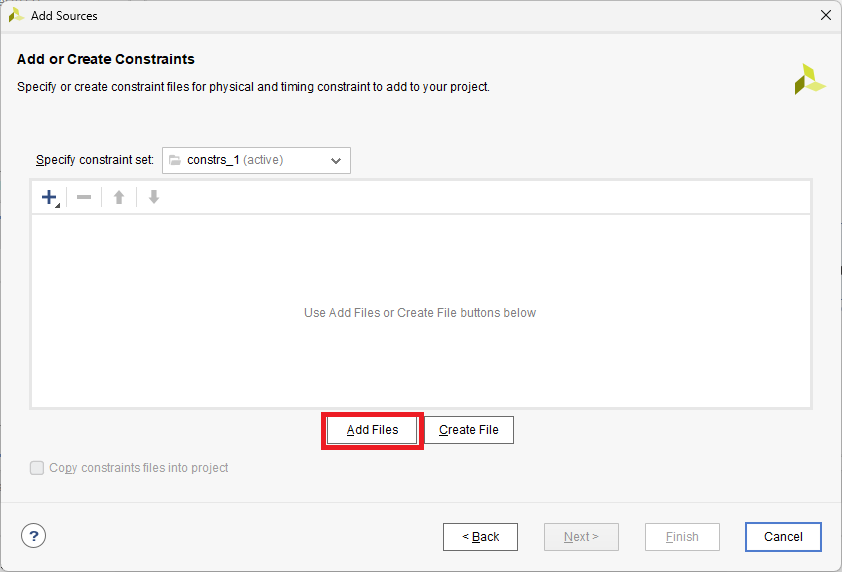 Add Sources
Add or Create Constraints
Specify or create constraint files for physical and timing constraint to add to your project.
Specify constraint set: constrs_1 (active)
Use Add Files or Create File buttons below
Add Files Create File
Copy constraints files into project
? < Back Next > Finish Cancel